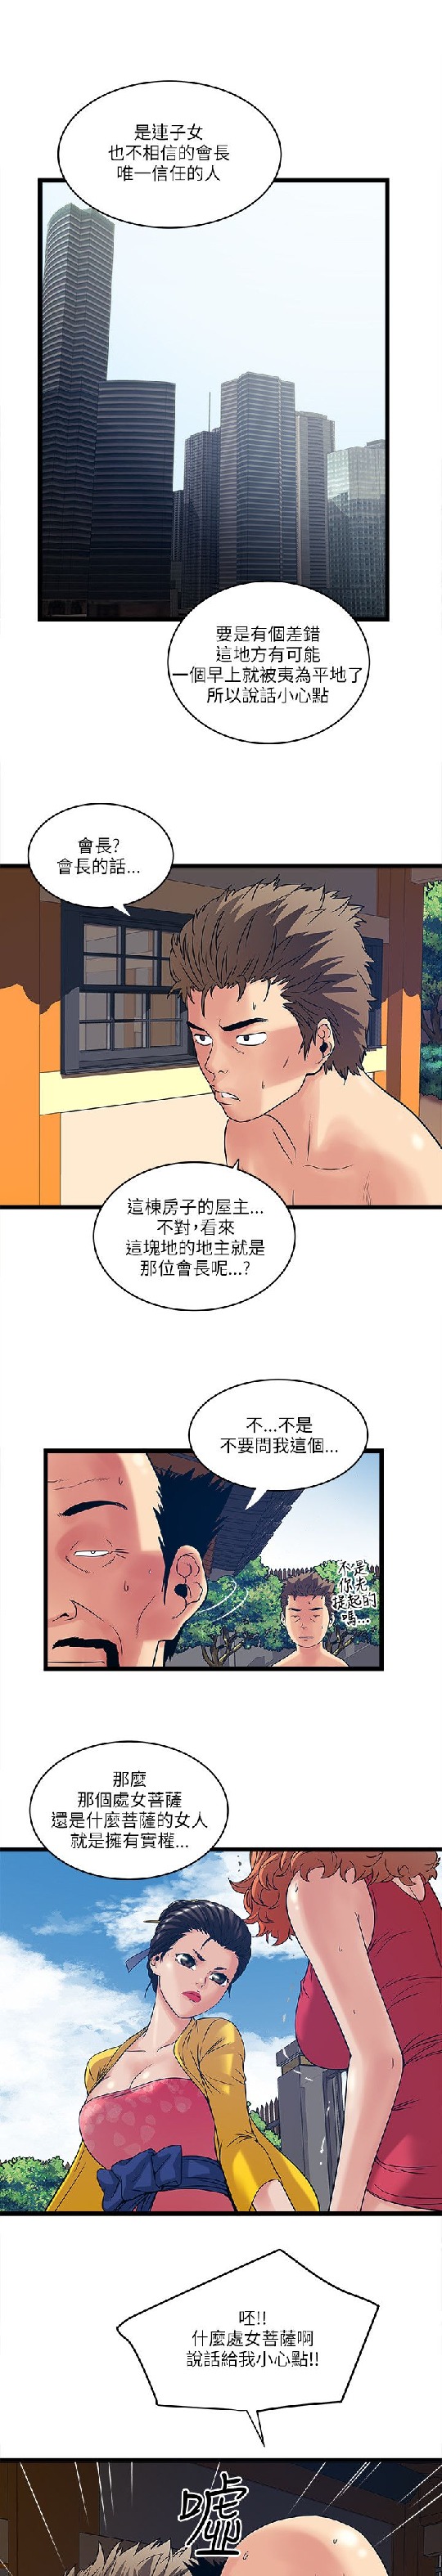 是連子女
也不相信的會長
唯一信任的人
要是有個差錯
這地方有可能
一個早上就被夷為平地了
所以說話小心點
會長?
會長的話...
這棟房子的屋主...
不對,看來
這塊地的地主就是
那位會長呢...?
不...不是
不要問我這個...
不是
你先
提起的
嗎...
那麼
那個處女菩薩
還是什麼菩薩的女人
就是擁有實權...
呸!!
什麼處女菩薩啊
說話給我小心點!!
噓